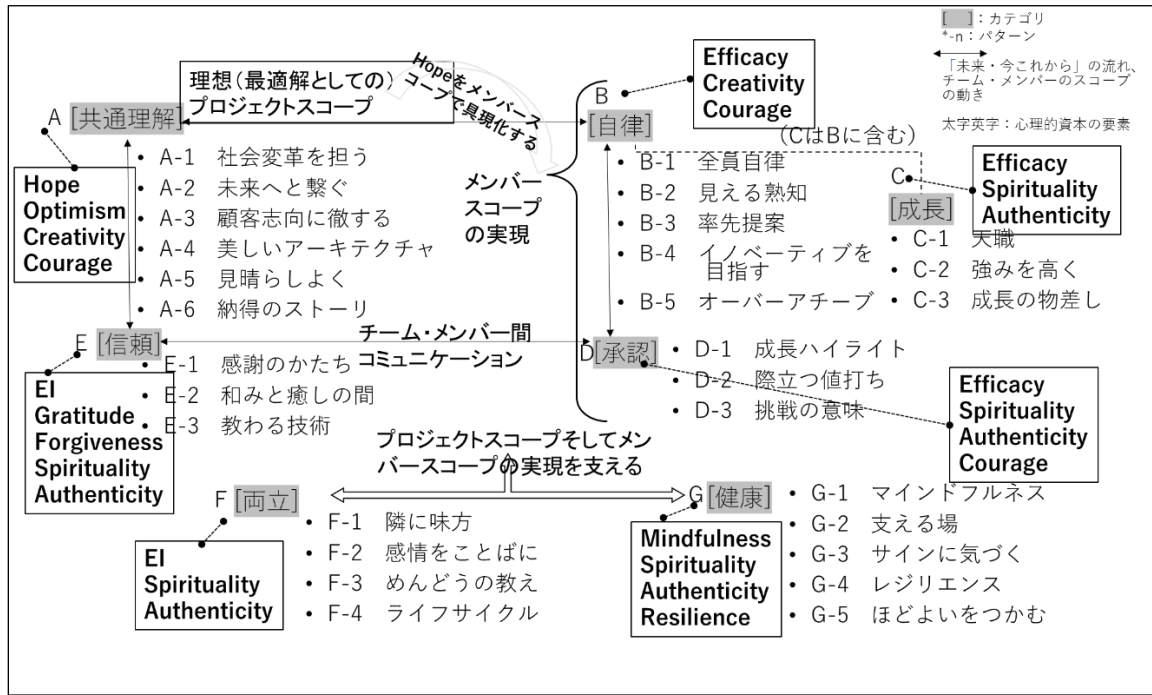 [　]：カテゴリ
*-n：パターン
「未来・今これから」の流れ、
チーム・メンバーのスコープ
の動き
太字英字：心理的資本の要素
理想（最適解としての）
プロジェクトスコープ
Hopeをメンバース
コープで具現化する
A [共通理解]
Hope
Optimism
Creativity
Courage
• A-1 社会変革を担う
• A-2 未来へと繋ぐ
• A-3 顧客志向に徹する
• A-4 美しいアーキテクチャ
• A-5 見晴らしよく
• A-6 納得のストーリ
メンバー
スコープ
の実現
B
[自律]
Efficacy
Creativity
Courage
（CはBに含む）
• B-1 全員自律
• B-2 見える熟知
• B-3 率先提案
• B-4 イノベーティブを
目指す
• B-5 オーバーアチーブ
C
[成長]
Efficacy
Spirituality
Authenticity
• C-1 天職
• C-2 強みを高く
• C-3 成長の物差し
E [信頼]
EI
Gratitude
Forgiveness
Spirituality
Authenticity
• E-1 感謝のかたち
• E-2 和みと癒しの間
• E-3 教わる技術
チーム・メンバー間
コミュニケーション
D[承認]
• D-1 成長ハイライト
• D-2 際立つ値打ち
• D-3 挑戦の意味
Efficacy
Spirituality
Authenticity
Courage
プロジェクトスコープそしてメン
バースコープの実現を支える
F [両立]
EI
Spirituality
Authenticity
• F-1 隣に味方
• F-2 感情をことばに
• F-3 めんどうの教え
• F-4 ライフサイクル
G [健康]
Mindfulness
Spirituality
Authenticity
Resilience
• G-1 マインドフルネス
• G-2 支える場
• G-3 サインに気づく
• G-4 レジリエンス
• G-5 ほどよいをつかむ